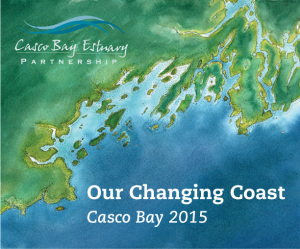 Casco Bay Estuary
PARTNERSHIP
Our Changing Coast
Casco Bay 2015